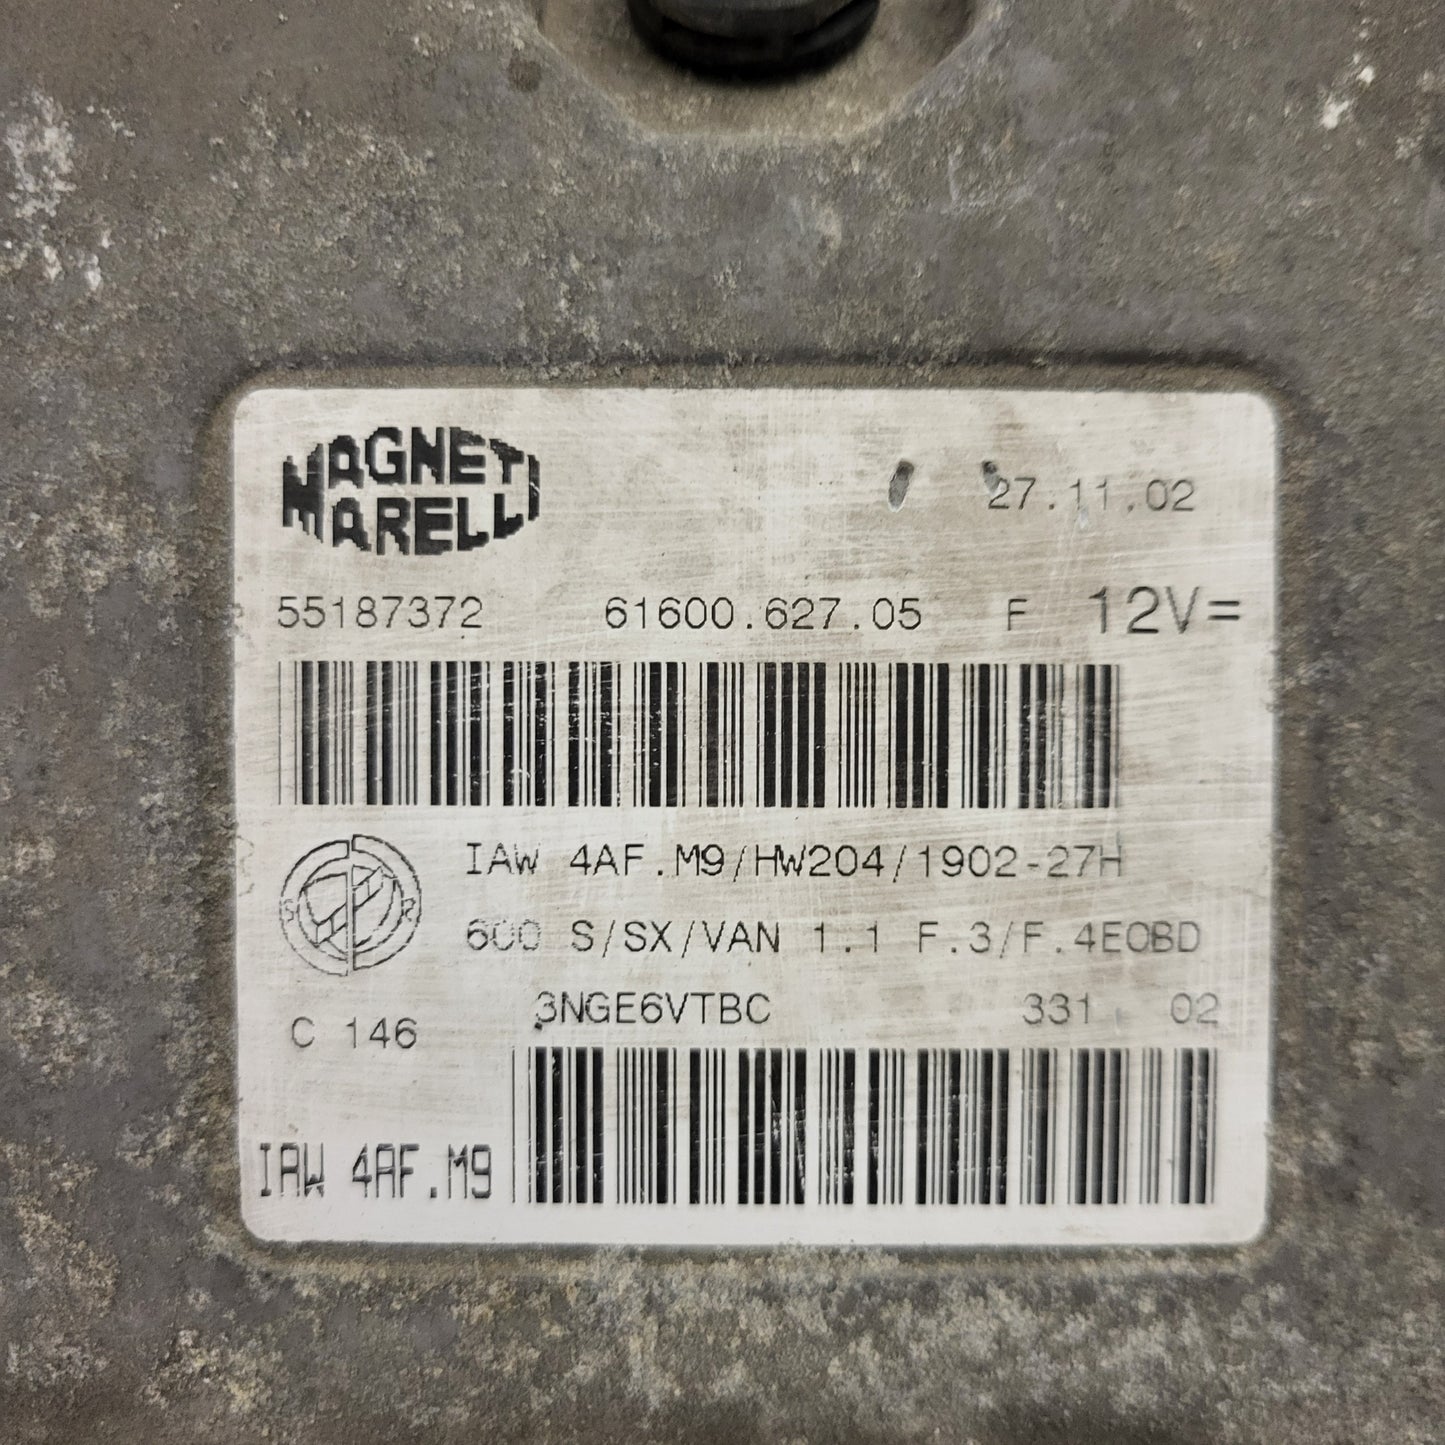 MAGNETI
MARELLI
27.11.02
55187372 61600.627.05 F 12V=
IAW 4AF.M9/HW204/1902-27H
S R
600 S/SX/VAN 1.1 F.3/F.4EOBD
3NGE6VTBC 331 02
C 146
IAW 4AF.M9